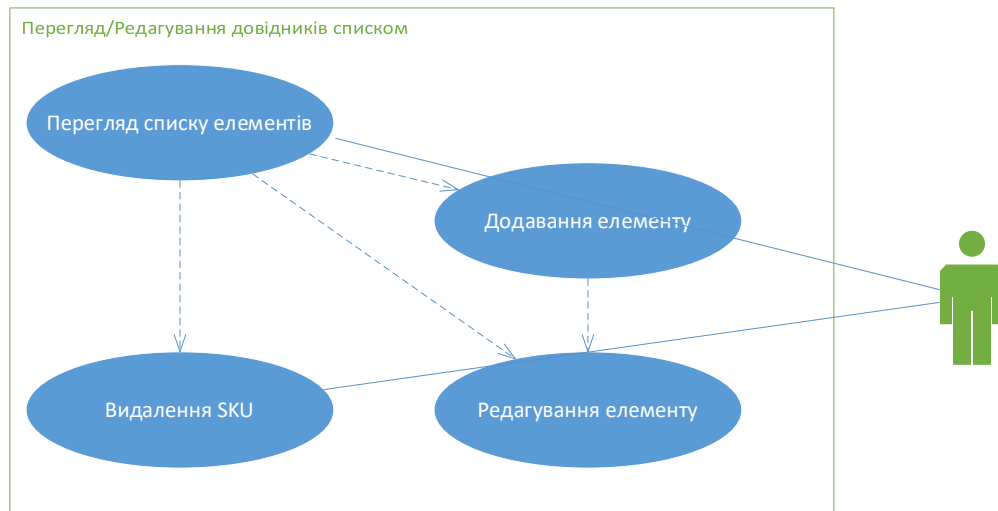 Перегляд/Редагування довідників списком
Перегляд списку елементів
Додавання елементу
Видалення SKU
Редагування елементу